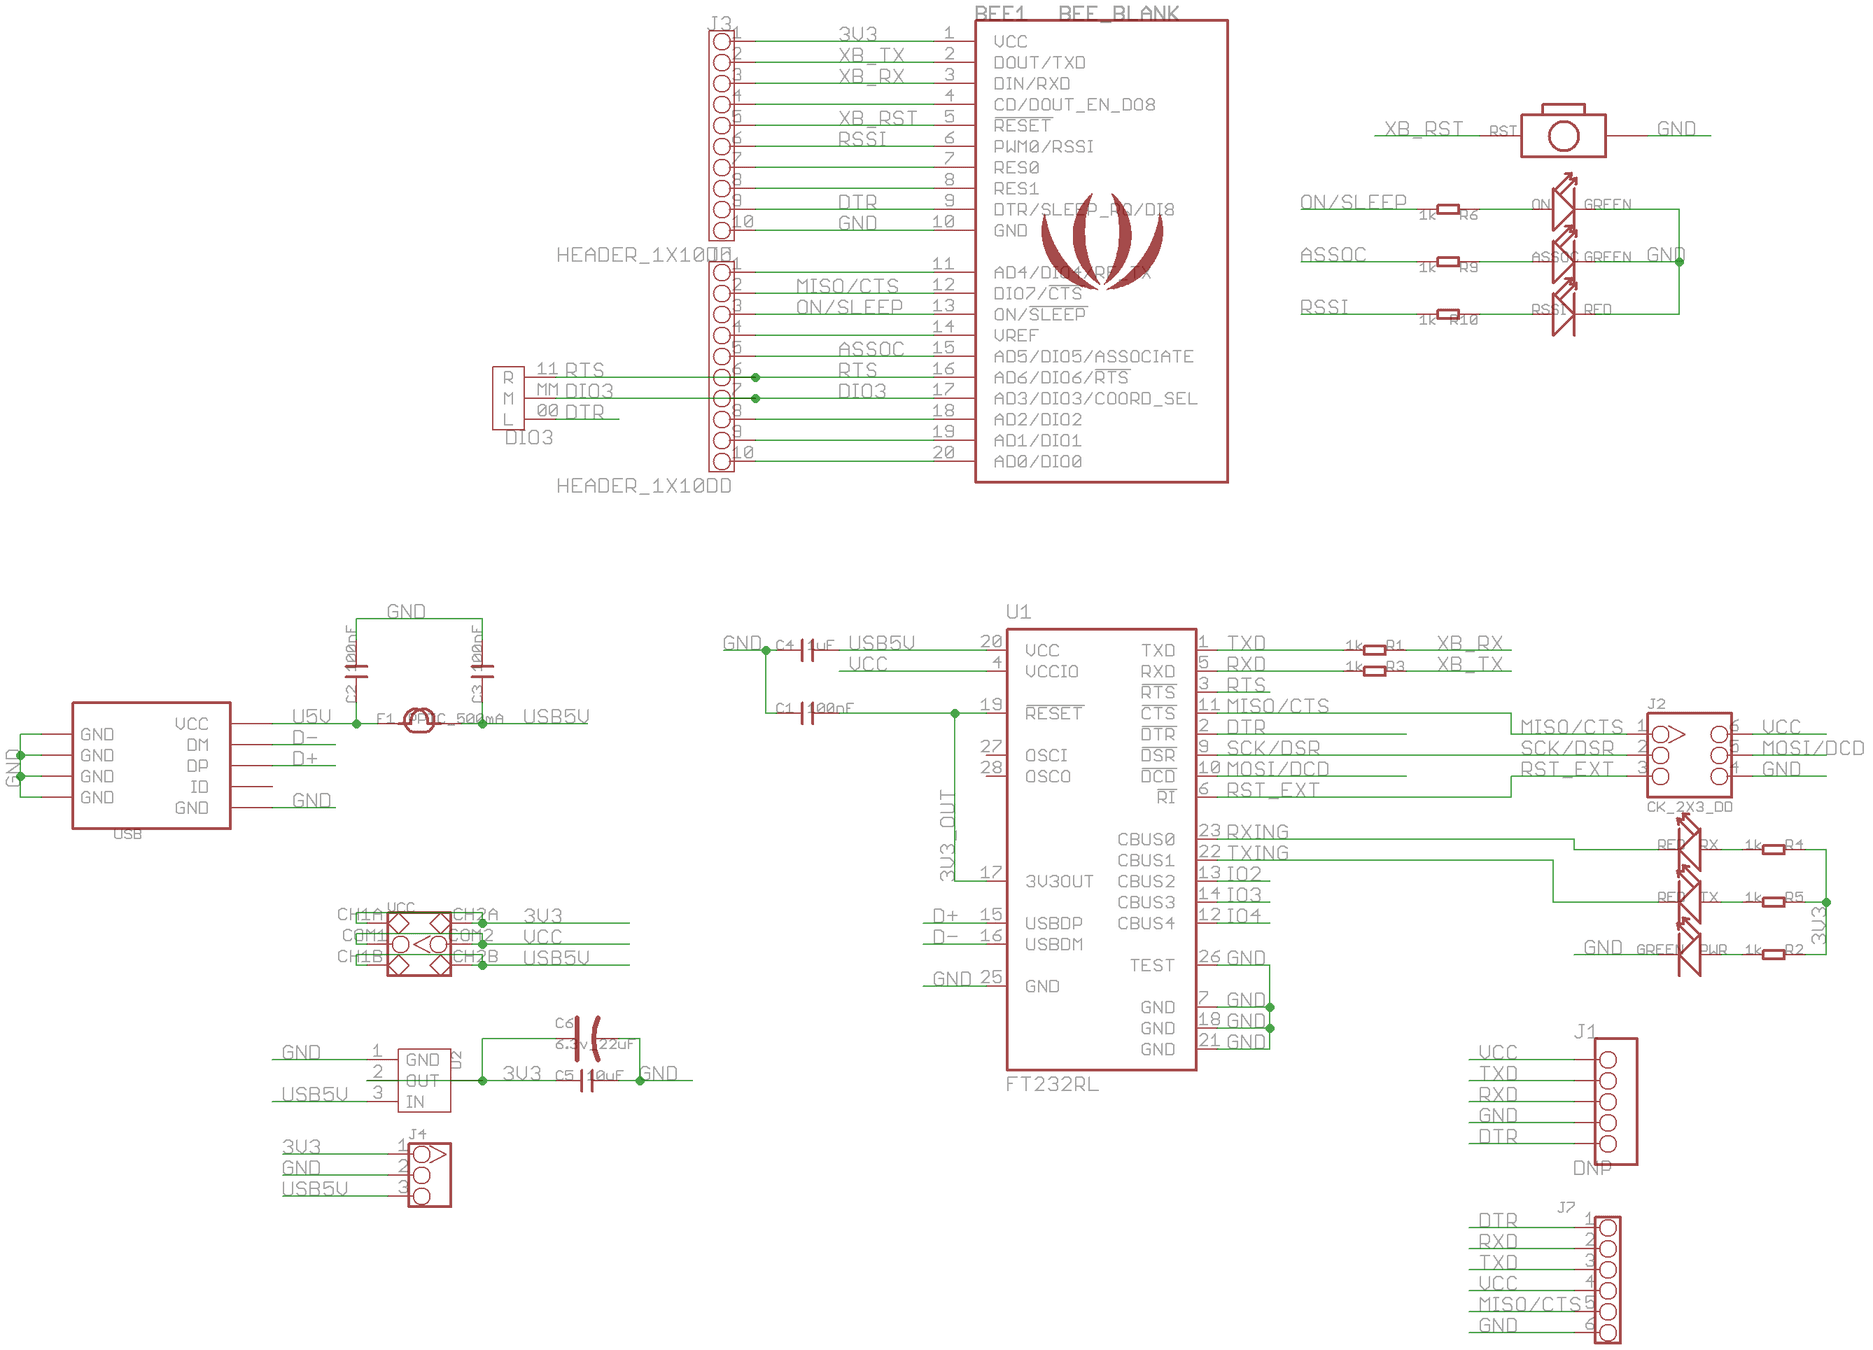 BEE1 BEE_BLANK
J3
1 3V3 1 VCC
2 XB_TX 2 DOUT/TXD
3 XB_RX 3 DIN/RXD
4 4 CD/DOUT_EN_DO8
5 XB_RST 5 RESET
6 RSSI 6 PWM0/RSSI
7 7 RES0
8 8 RES1
9 DTR 9 DTR/SLEEP_RQ/DI8
10 GND 10 GND
HEADER_1X10DD
1 11 AD4/DIO4/RF_TX
2 MISO/CTS 12 DIO7/CTS
3 ON/SLEEP 13 ON/SLEEP
4 14 VREF
5 ASSOC 15 AD5/DIO5/ASSOCIATE
R 11 RTS 6 RTS 16 AD6/DIO6/RTS
M MM DIO3 7 DIO3 17 AD3/DIO3/COORD_SEL
L 00 DTR 8 18 AD2/DIO2
DIO3
9 19 AD1/DIO1
10 20 AD0/DIO0
HEADER_1X10DD
XB_RST RST GND
ON/SLEEP 1k R6 ON GREEN
ASSOC 1k R9 ASSOC GREEN GND
RSSI 1k R10 RSSI RED
GND
C2 100nF
C3 100nF
U5V F1 PPTC_500mA USB5V
VCC
D- DM
D+ DP
ID
GND GND
GND
GND
GND
GND
GND
USB
CH1A VCC CH2A 3V3
COM1 COM2 VCC
CH1B CH2B USB5V
C6
6.3v_22uF
GND 1 GND U2
2 OUT 3V3 C5 10uF GND
USB5V 3 IN
J4
3V3 1
GND 2
USB5V 3
U1
GND C4 1uF USB5V 20 VCC
VCC 4 VCCIO
C1 100nF 19 RESET
27 OSCI
28 OSCO
3V3_OUT
17 3V3OUT
D+ 15 USBDP
D- 16 USBDM
GND 25 GND
TXD 1 TXD 1k R1 XB_RX
RXD 5 RXD 1k R3 XB_TX
RTS 3 RTS
CTS 11 MISO/CTS
DTR 2 DTR
DSR 9 SCK/DSR
DCD 10 MOSI/DCD
RI 6 RST_EXT
CBUS0 23 RXING
CBUS1 22 TXING
CBUS2 13 IO2
CBUS3 14 IO3
CBUS4 12 IO4
TEST 26 GND
GND 7 GND
GND 18 GND
GND 21 GND
FT232RL
J2
MISO/CTS 1 6 VCC
SCK/DSR 2 5 MOSI/DCD
RST_EXT 3 4 GND
CK_2X3_DD
RED RX 1k R4
RED TX 1k R5
3V3
GND GREEN PWR 1k R2
J1
VCC
TXD
RXD
GND
DTR
DNP
J7
DTR 1
RXD 2
TXD 3
VCC 4
MISO/CTS 5
GND 6